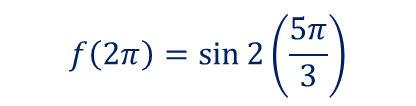 f(2π) = sin 2 (5π/3)